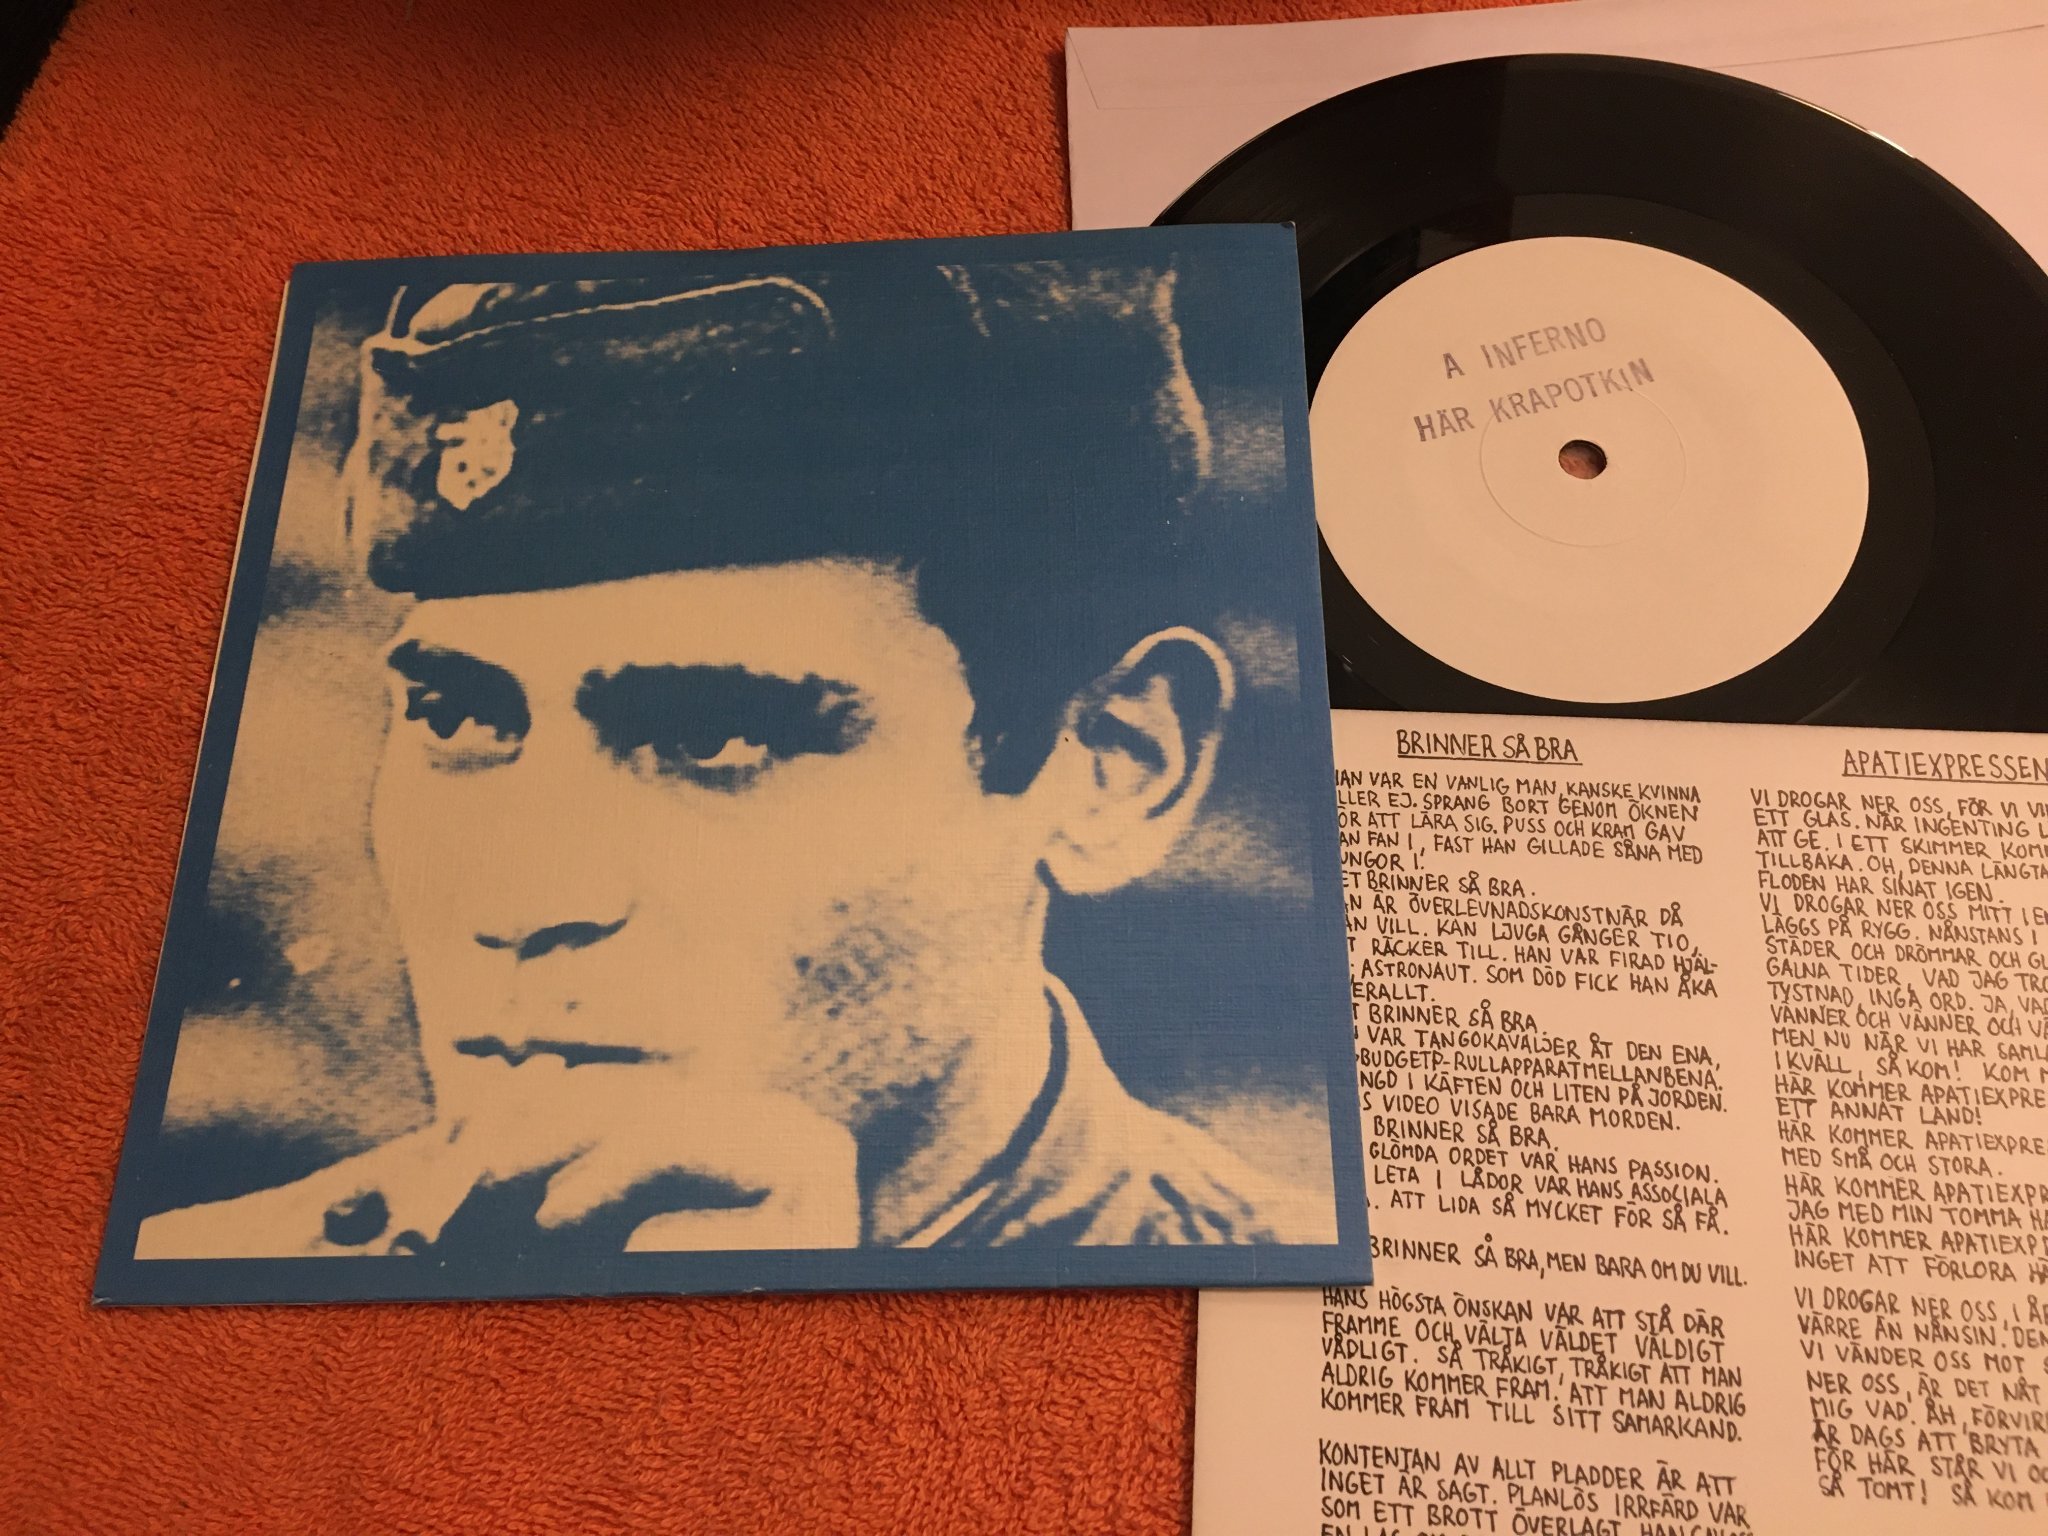 A INFERNO
HÄR KRAPOTKIN
BRINNER SÅ BRA
VAR EN VANLIG MAN, KANSKE KVINNA
EJ. SPRANG BORT GENOM ÖKNEN
ATT LÄRA SIG. PUSS OCH KRAM GAV
FAN I, FAST HAN GILLADE SÅNA MED
I.
BRINNER SÅ BRA.
ÄR ÖVERLEVNADSKONSTNÄR DÅ
VILL. KAN LJUGA GÅNGER TIO,
RÄCKER TILL. HAN VAR FIRAD HJÄL-
ASTRONAUT. SOM DÖD FICK HAN ÅKA
BRINNER SÅ BRA.
VAR TANGOKAVALJER ÅT DEN ENA,
BUDGETP-RULLAPPARATMELLANBENA.
I KÄFTEN OCH LITEN PÅ JORDEN.
VIDEO VISADE BARA MORDEN.
BRINNER SÅ BRA.
GLÖMDA ORDET VAR HANS PASSION.
LETA I LÅDOR VAR HANS ASSOCIALA
ATT LIDA SÅ MYCKET FÖR SÅ FÅ.
BRINNER SÅ BRA, MEN BARA OM DU VILL.
HANS HÖGSTA ÖNSKAN VAR ATT STÅ DÄR
FRAMME OCH VÄLTA VÄLDET VÄLDIGT
VÅDLIGT. SÅ TRÅKIGT, TRÅKIGT ATT MAN
ALDRIG KOMMER FRAM. ATT MAN ALDRIG
KOMMER FRAM TILL SITT SAMARKAND.
KONTENTAN AV ALLT PLADDER ÄR ATT
INGET ÄR SAGT. PLANLÖS IRRFÄRD VAR
SOM ETT BROTT ÖVERLAGT. HAN
APATIEXPRESSEN
VI DROGAR NER OSS, FÖR VI
ETT GLAS. NÄR INGENTING
ATT GE. I ETT SKIMMER
TILLBAKA. OH, DENNA
FLODEN HAR SINAT IGEN.
VI DROGAR NER OSS MITT I
LÄGGS PÅ RYGG. NÅNSTANS I
STÄDER OCH DRÖMMAR OCH
GALNA TIDER, VAD JAG
TYSTNAD, INGA ORD. JA,
VÄNNER OCH VÄNNER OCH
MEN NU NÄR VI HAR
I KVÄLL, SÅ KOM! KOM
HÄR KOMMER
ETT ANNAT LAND!
HÄR KOMMER
MED SMÅ OCH STORA.
HÄR KOMMER
JAG MED MIN TOMMA
HÄR KOMMER
INGET ATT FÖRLORA
VI DROGAR NER OSS, I
VÄRRE ÄN NÅNSIN.
VI VÄNDER OSS MOT
NER OSS, ÄR DET NÅT
MIG VAD. ÅH,
ÄR DAGS ATT BRYTA
FÖR HÄR STÅR VI
SÅ TOMT! SÅ KOM